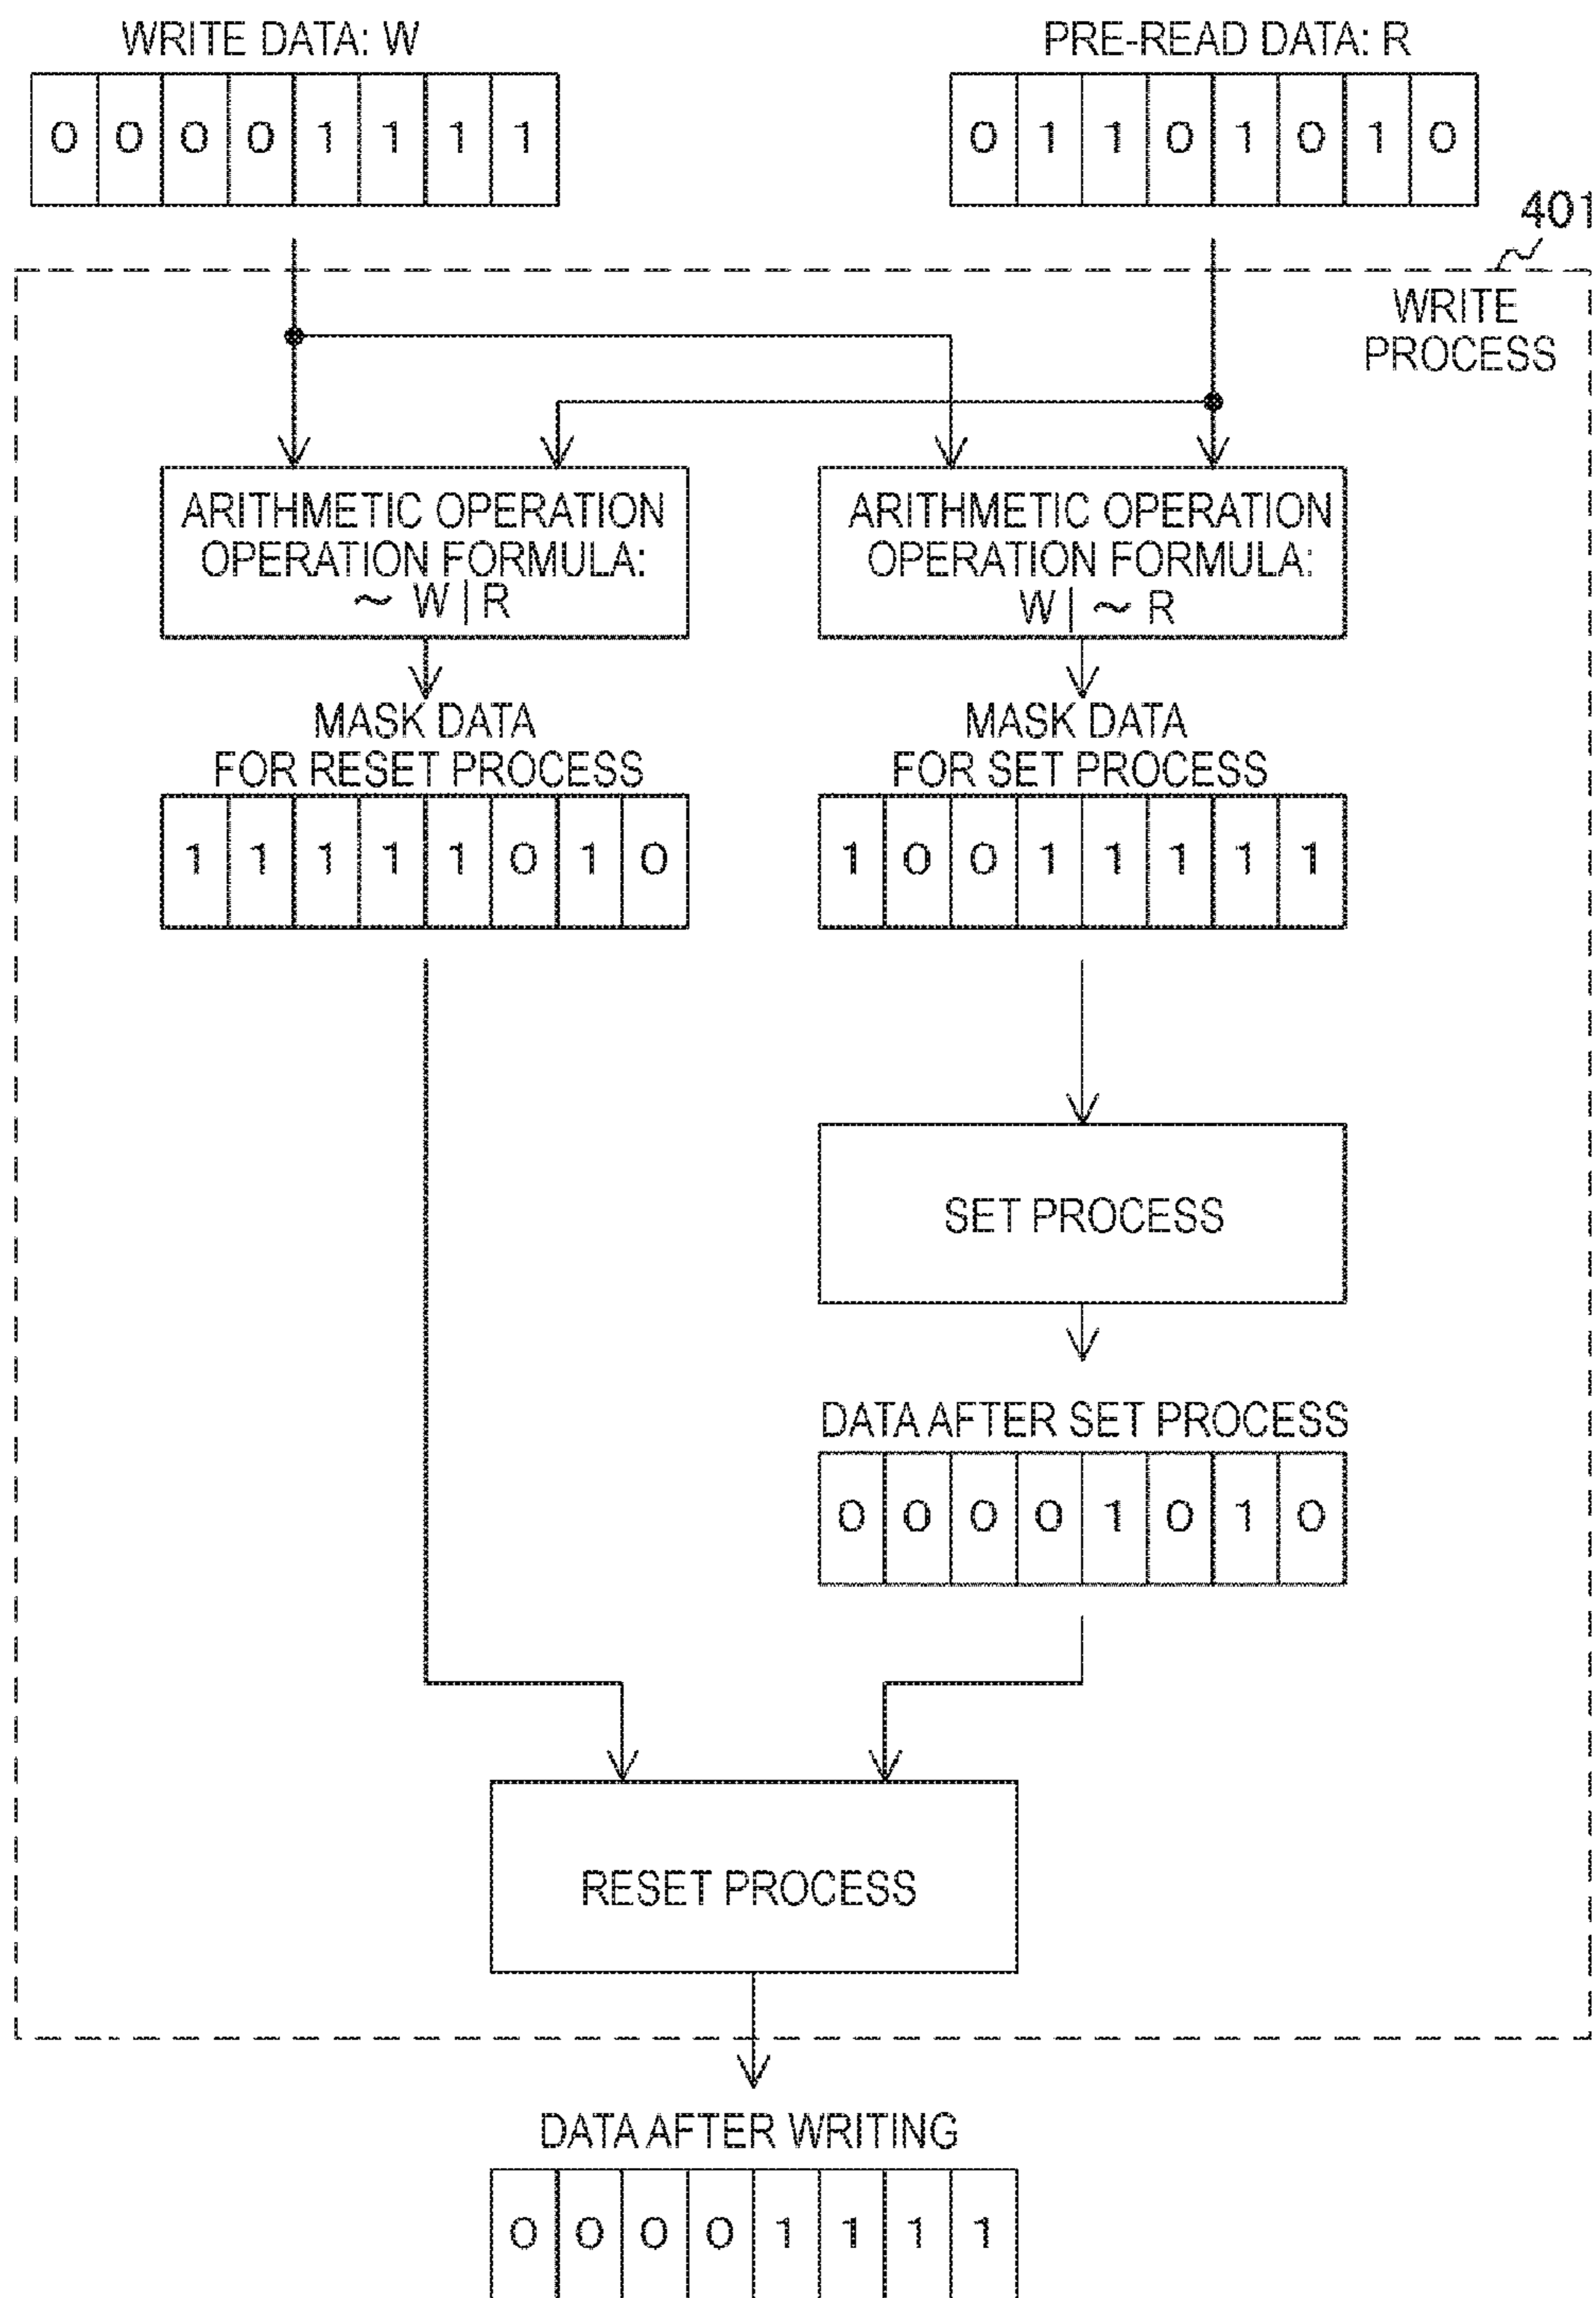 WRITE DATA: W
PRE-READ DATA: R
0 0 0 0 1 1 1 1
0 1 1 0 1 0 1 0
401
WRITE
PROCESS
ARITHMETIC OPERATION
OPERATION FORMULA:
~ W | R
ARITHMETIC OPERATION
OPERATION FORMULA:
W | ~ R
MASK DATA
FOR RESET PROCESS
MASK DATA
FOR SET PROCESS
1 1 1 1 1 0 1 0
1 0 0 1 1 1 1 1
SET PROCESS
DATA AFTER SET PROCESS
0 0 0 0 1 0 1 0
RESET PROCESS
DATA AFTER WRITING
0 0 0 0 1 1 1 1